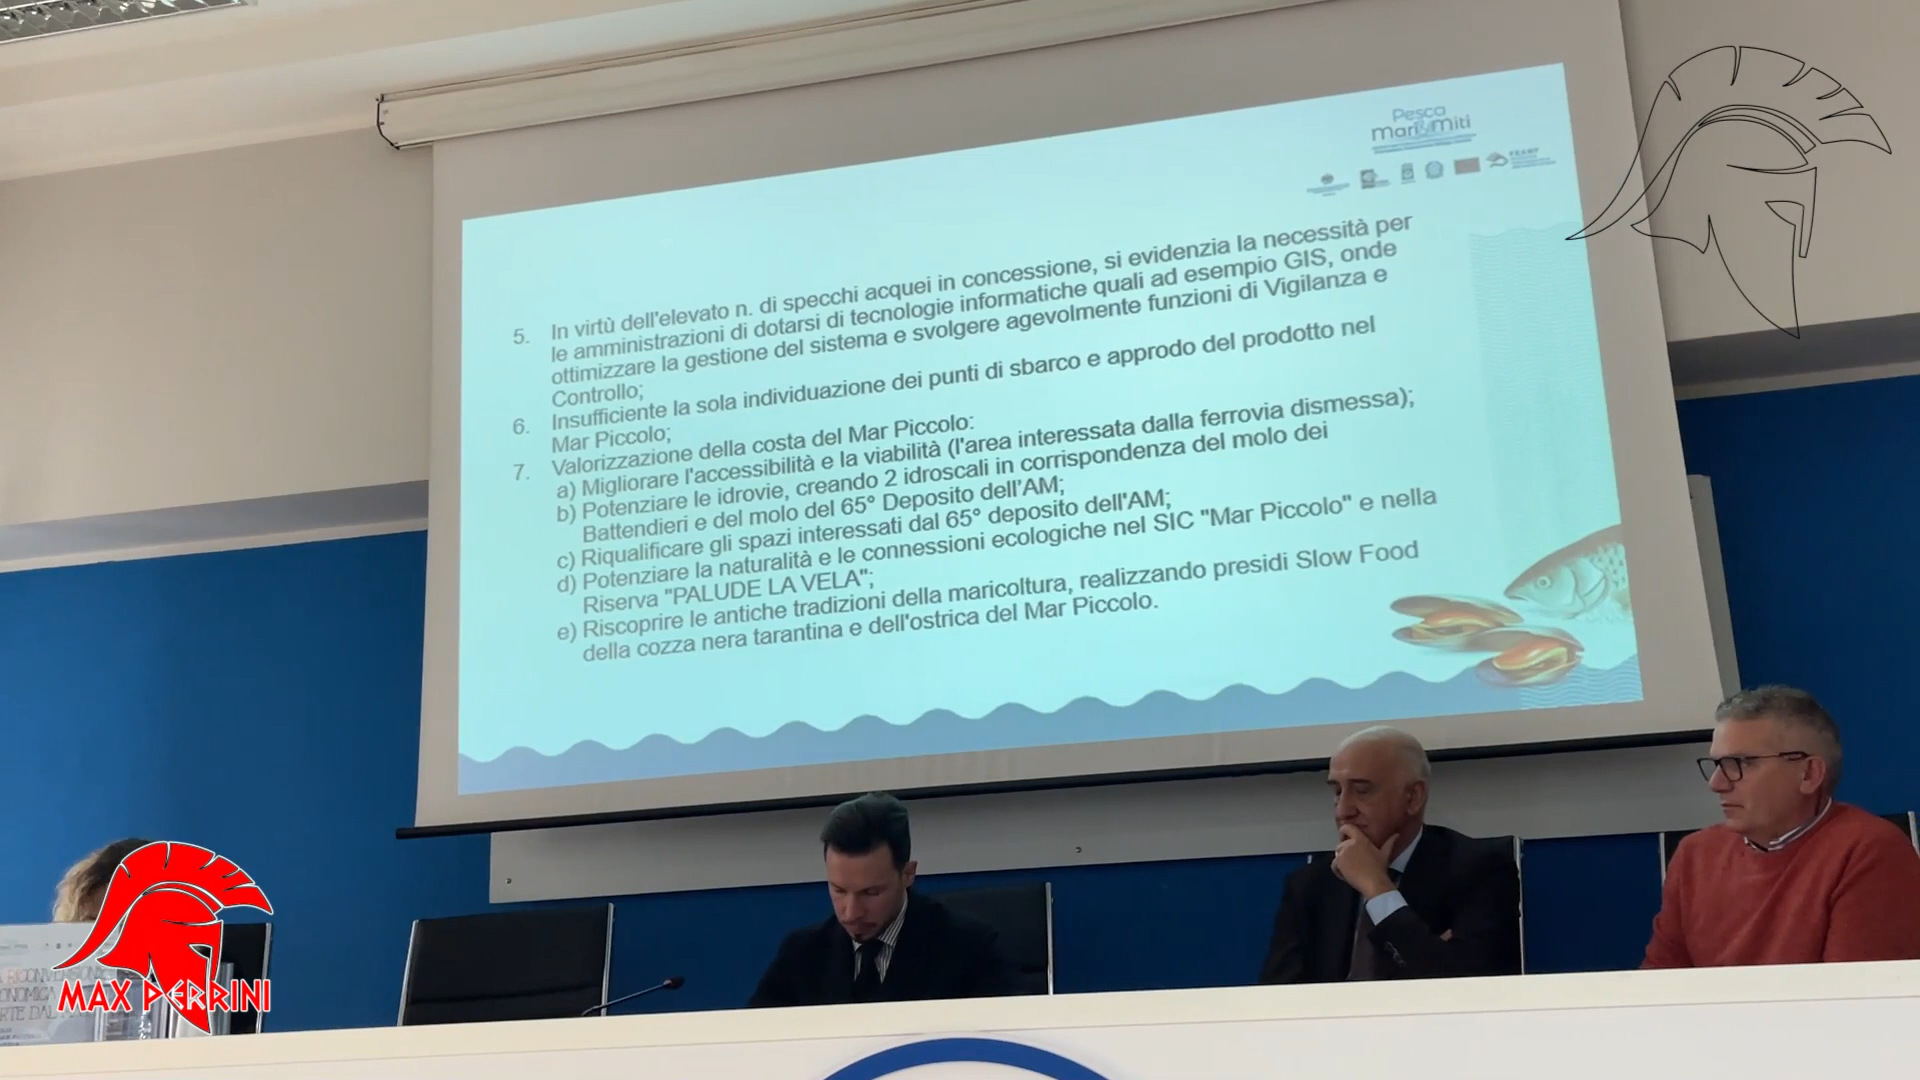 Pesca
mari&miti
FEAMP
5. In virtù dell'elevato n. di specchi acquei in concessione, si evidenzia la necessità per
le amministrazioni di dotarsi di tecnologie informatiche quali ad esempio GIS, onde
ottimizzare la gestione del sistema e svolgere agevolmente funzioni di Vigilanza e
Controllo;
6. Insufficiente la sola individuazione dei punti di sbarco e approdo del prodotto nel
Mar Piccolo;
7. Valorizzazione della costa del Mar Piccolo:
a) Migliorare l'accessibilità e la viabilità (l'area interessata dalla ferrovia dismessa);
b) Potenziare le idrovie, creando 2 idroscali in corrispondenza del molo dei
Battendieri e del molo del 65° Deposito dell'AM;
c) Riqualificare gli spazi interessati dal 65° deposito dell'AM;
d) Potenziare la naturalità e le connessioni ecologiche nel SIC "Mar Piccolo" e nella
Riserva "PALUDE LA VELA";
e) Riscoprire le antiche tradizioni della maricoltura, realizzando presidi Slow Food
della cozza nera tarantina e dell'ostrica del Mar Piccolo.
MAX PERRINI